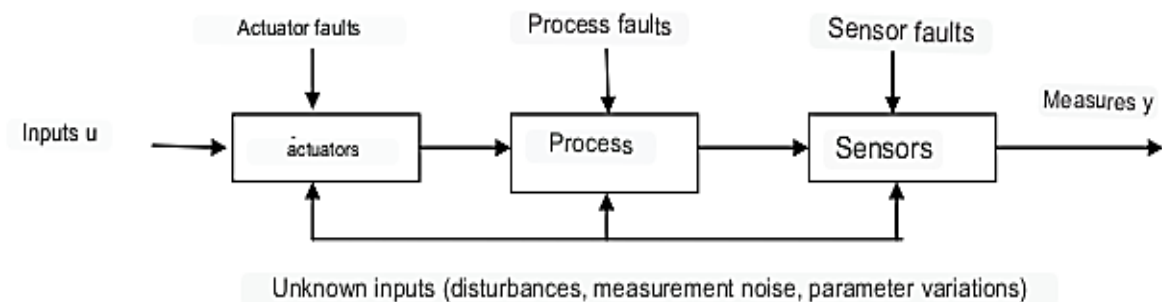 Actuator faults
Process faults
Sensor faults
Measures y
Inputs u
actuators
Process
Sensors
Unknown inputs (disturbances, measurement noise, parameter variations)